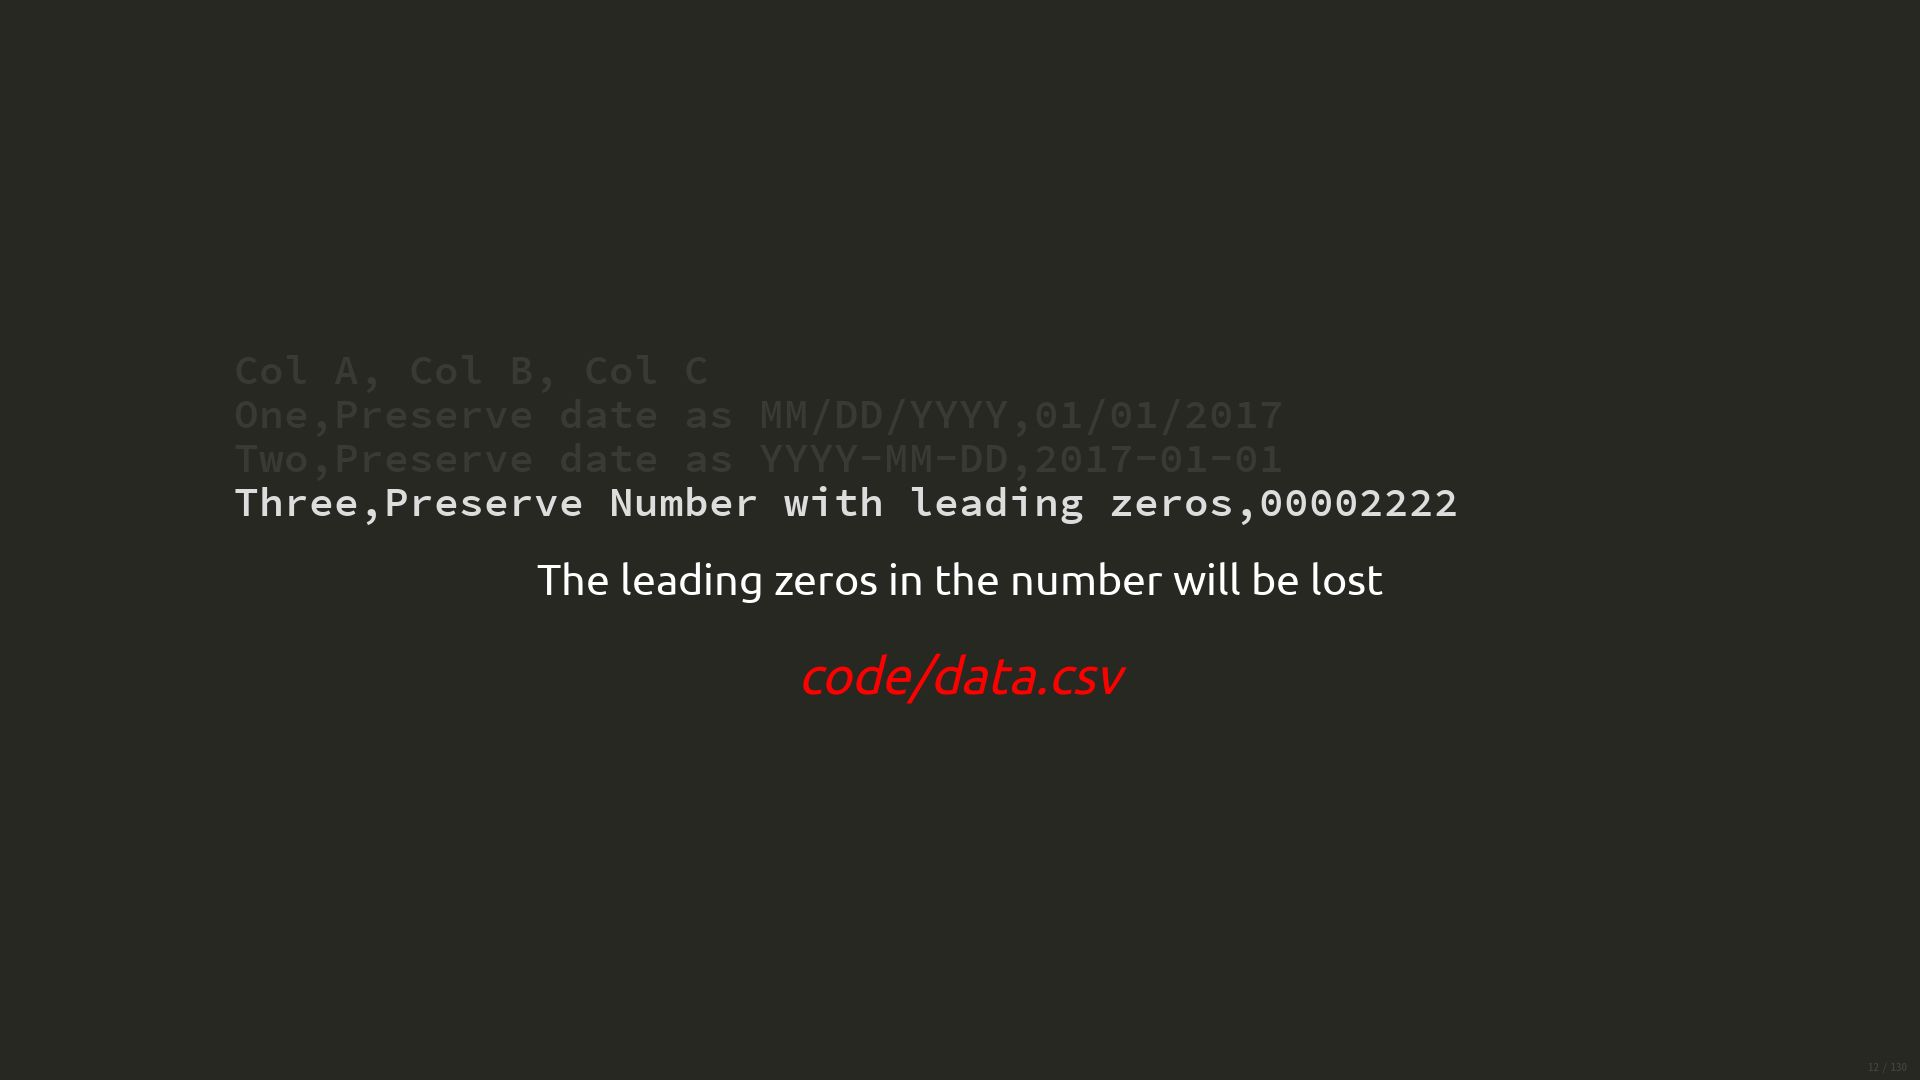 Col A, Col B, Col C
One,Preserve date as MM/DD/YYYY,01/01/2017
Two,Preserve date as YYYY-MM-DD,2017-01-01
Three,Preserve Number with leading zeros,00002222
The leading zeros in the number will be lost
code/data.csv
12 / 130